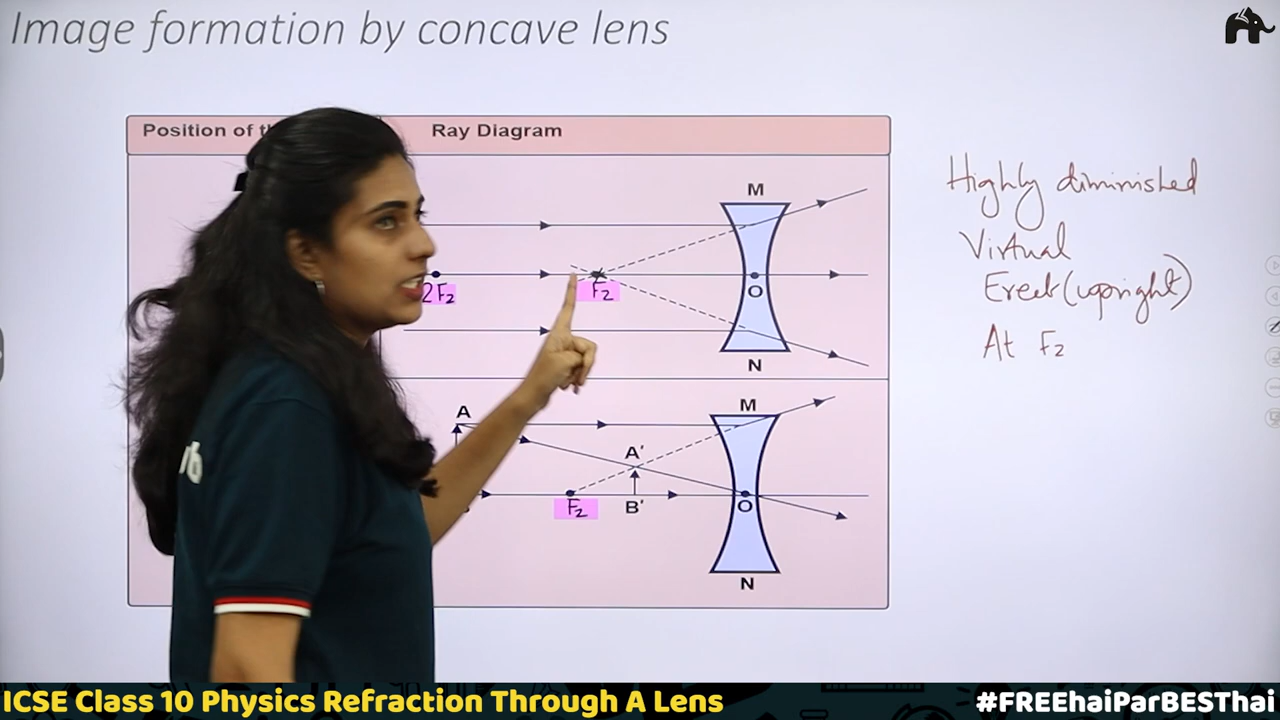 Image formation by concave lens
Position of t
Ray Diagram
M
2F₂
F₂
O
N
A
M
A'
F₂
B'
O
N
Highly diminished
Virtual
Erect (upright)
At F₂
ICSE Class 10 Physics Refraction Through A Lens
#FREEhaiParBESThai